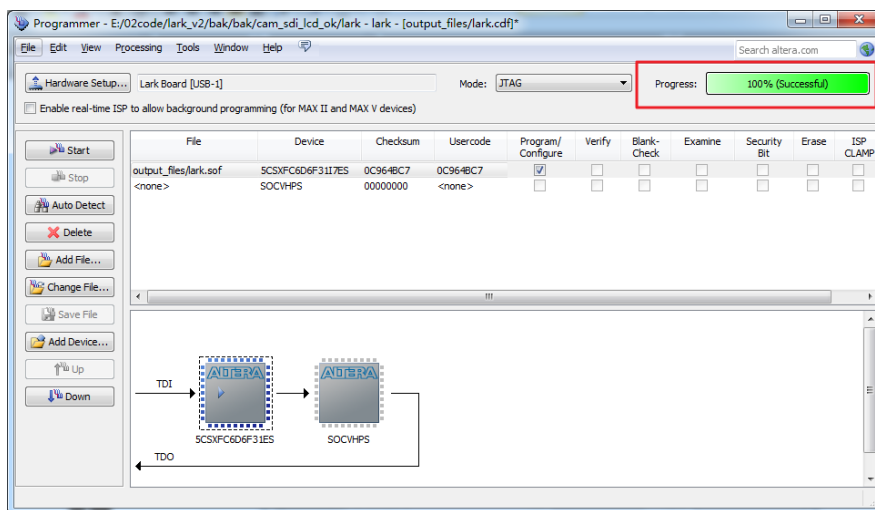 Programmer - E:/02code/lark_v2/bak/bak/cam_sdi_lcd_ok/lark - lark - [output_files/lark.cdf]*
File Edit View Processing Tools Window Help
Search altera.com
Hardware Setup... Lark Board [USB-1] Mode: JTAG Progress: 100% (Successful)
Enable real-time ISP to allow background programming (for MAX II and MAX V devices)
File Device Checksum Usercode Program/ Configure Verify Blank- Check Examine Security Bit Erase ISP CLAMP
output_files/lark.sof 5CSXFC6D6F31I7ES 0C964BC7 0C964BC7
<none> SOCVHPS 00000000 <none>
Start
Stop
Auto Detect
Delete
Add File...
Change File...
Save File
Add Device...
Up
Down
TDI
ALTERA ALTERA
5CSXFC6D6F31ES SOCVHPS
TDO